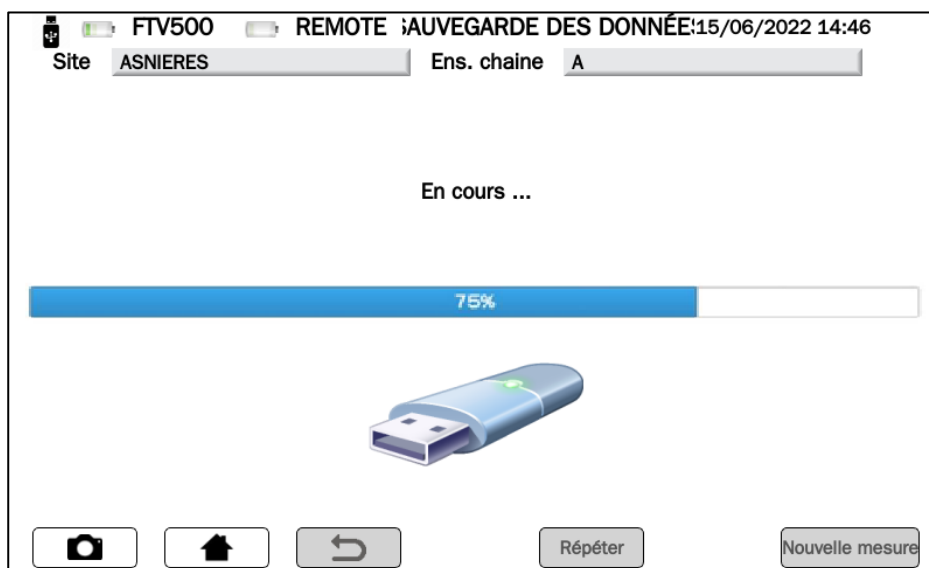 FTV500 REMOTE SAUVEGARDE DES DONNÉES 15/06/2022 14:46
Site ASNIERES Ens. chaine A
En cours ...
75%
Répéter Nouvelle mesure